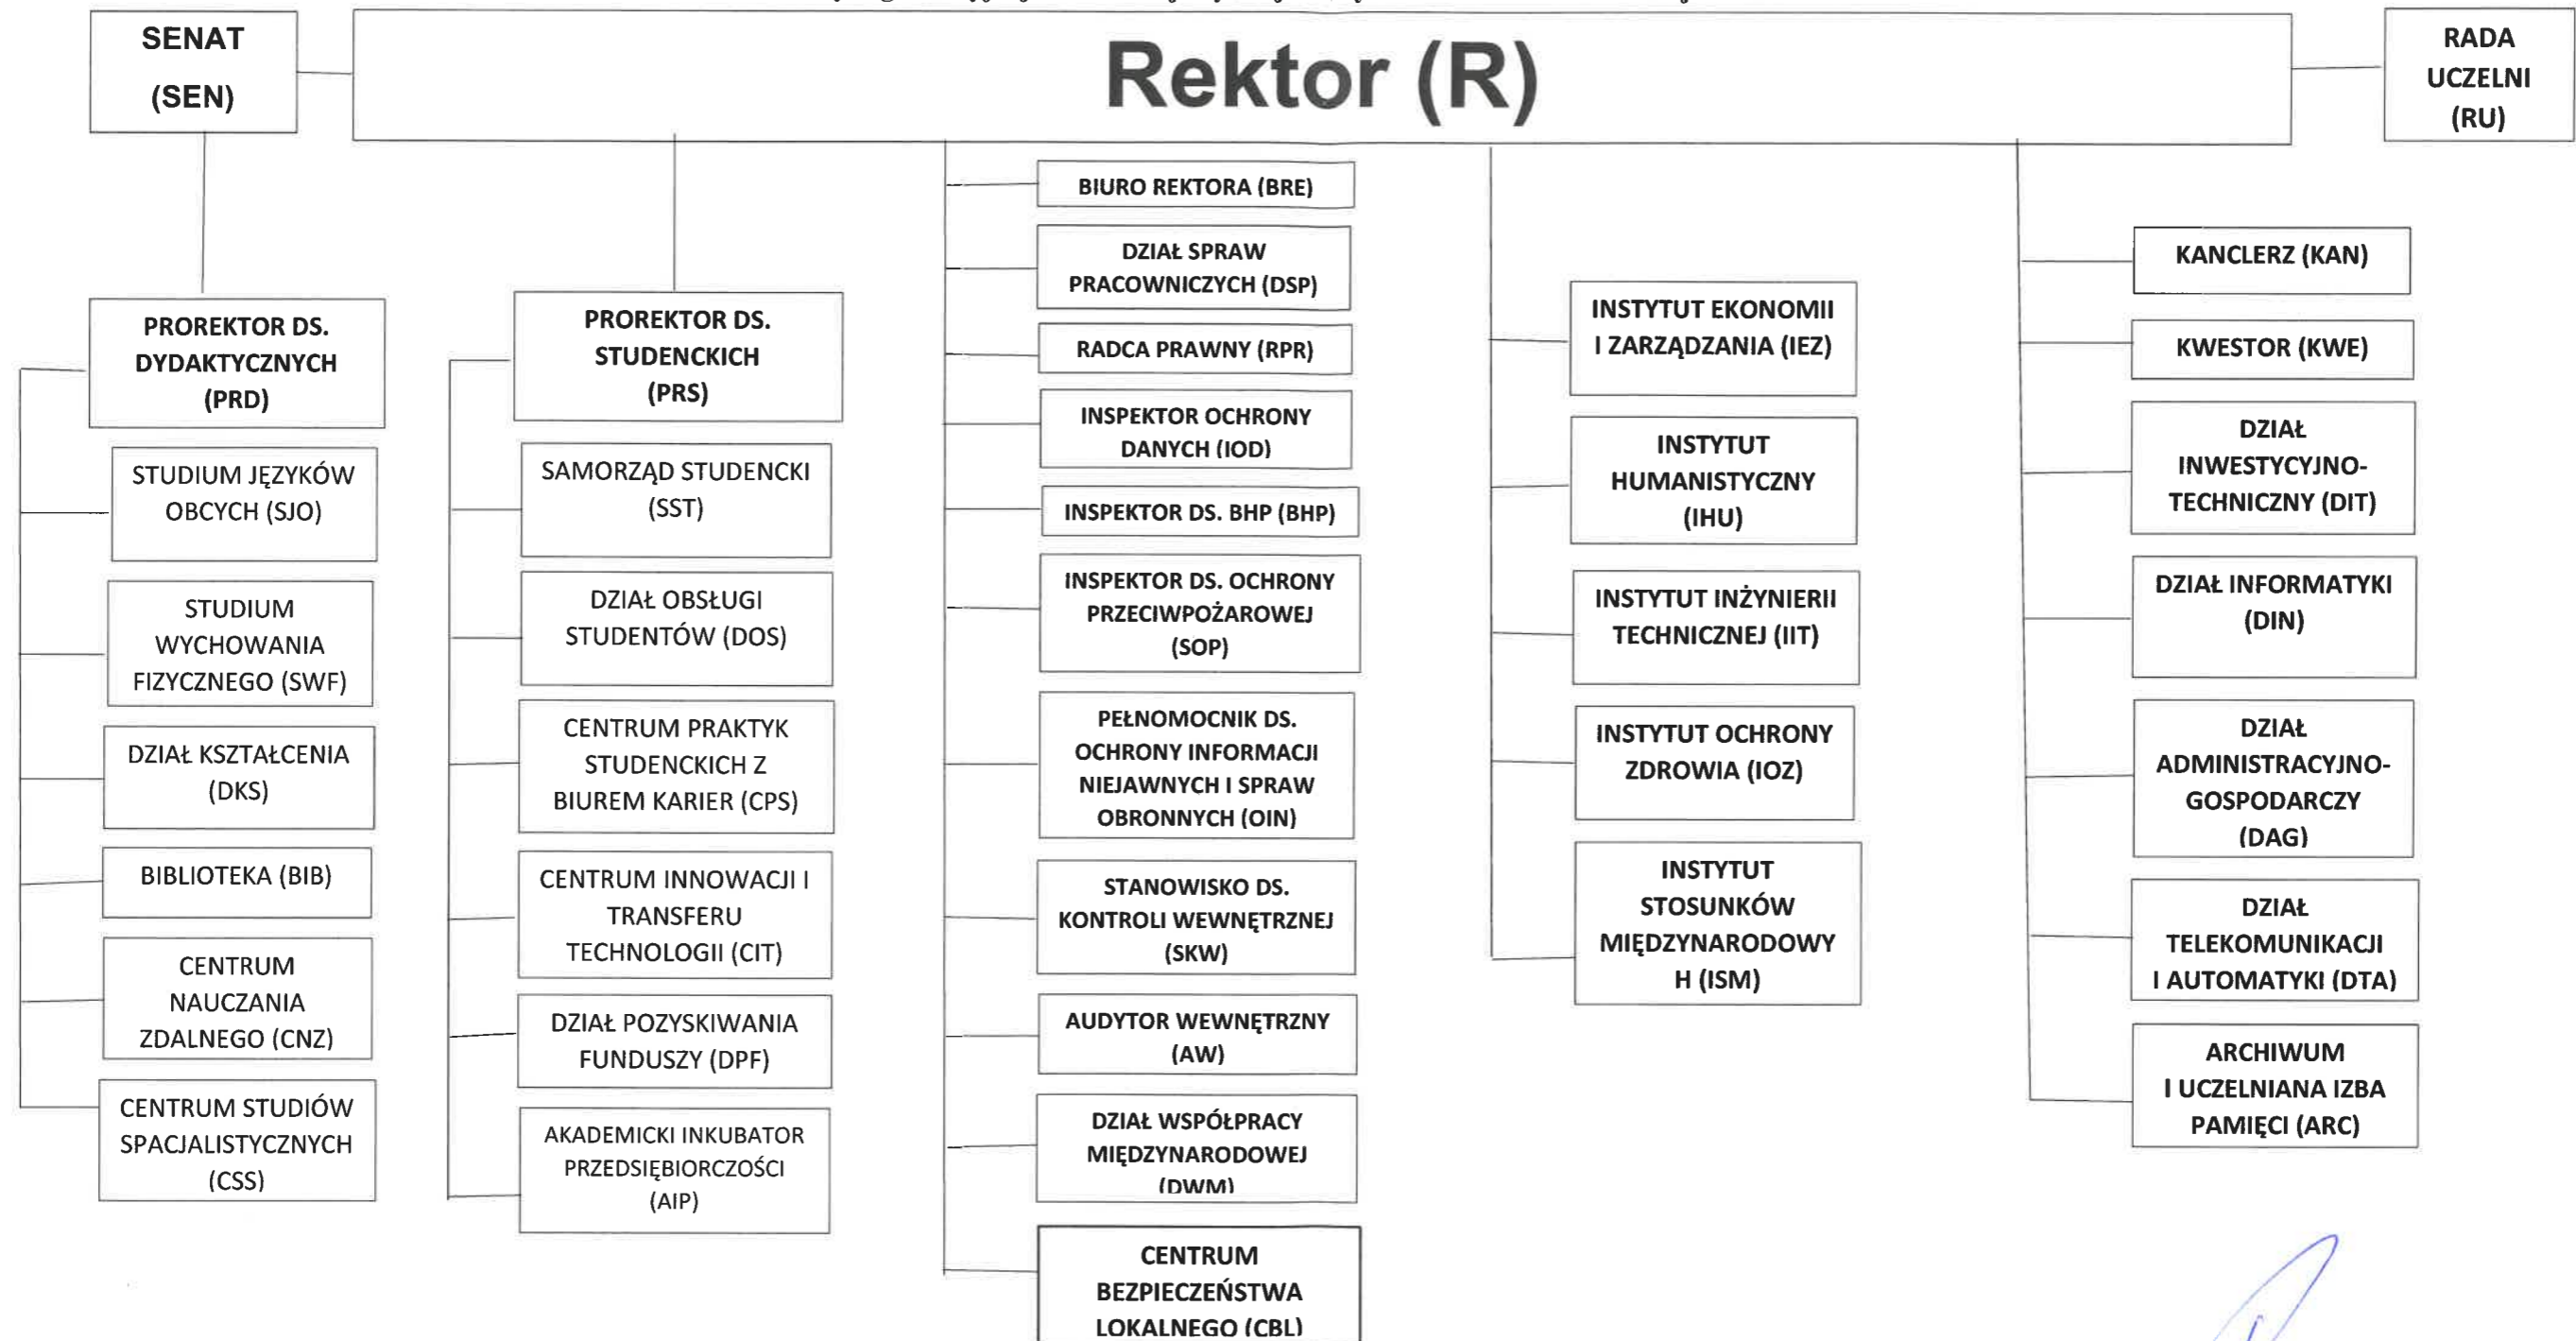 SENAT
(SEN)
Rektor (R)
RADA
UCZELNI
(RU)
PROREKTOR DS.
DYDAKTYCZNYCH
(PRD)
STUDIUM JĘZYKÓW
OBCYCH (SJO)
STUDIUM
WYCHOWANIA
FIZYCZNEGO (SWF)
DZIAŁ KSZTAŁCENIA
(DKS)
BIBLIOTEKA (BIB)
CENTRUM
NAUCZANIA
ZDALNEGO (CNZ)
CENTRUM STUDIÓW
SPACJALISTYCZNYCH
(CSS)
PROREKTOR DS.
STUDENCKICH
(PRS)
SAMORZĄD STUDENCKI
(SST)
DZIAŁ OBSŁUGI
STUDENTÓW (DOS)
CENTRUM PRAKTYK
STUDENCKICH Z
BIUREM KARIER (CPS)
CENTRUM INNOWACJI I
TRANSFERU
TECHNOLOGII (CIT)
DZIAŁ POZYSKIWANIA
FUNDUSZY (DPF)
AKADEMICKI INKUBATOR
PRZEDSIĘBIORCZOŚCI
(AIP)
BIURO REKTORA (BRE)
DZIAŁ SPRAW
PRACOWNICZYCH (DSP)
RADCA PRAWNY (RPR)
INSPEKTOR OCHRONY
DANYCH (IOD)
INSPEKTOR DS. BHP (BHP)
INSPEKTOR DS. OCHRONY
PRZECIWPOŻAROWEJ
(SOP)
PEŁNOMOCNIK DS.
OCHRONY INFORMACJI
NIEJAWNYCH I SPRAW
OBRONNYCH (OIN)
STANOWISKO DS.
KONTROLI WEWNĘTRZNEJ
(SKW)
AUDYTOR WEWNĘTRZNY
(AW)
DZIAŁ WSPÓŁPRACY
MIĘDZYNARODOWEJ
(DWM)
CENTRUM
BEZPIECZEŃSTWA
LOKALNEGO (CBL)
INSTYTUT EKONOMII
I ZARZĄDZANIA (IEZ)
INSTYTUT
HUMANISTYCZNY
(IHU)
INSTYTUT INŻYNIERII
TECHNICZNEJ (IIT)
INSTYTUT OCHRONY
ZDROWIA (IOZ)
INSTYTUT
STOSUNKÓW
MIĘDZYNARODOWY
H (ISM)
KANCLERZ (KAN)
KWESTOR (KWE)
DZIAŁ
INWESTYCYJNO-
TECHNICZNY (DIT)
DZIAŁ INFORMATYKI
(DIN)
DZIAŁ
ADMINISTRACYJNO-
GOSPODARCZY
(DAG)
DZIAŁ
TELEKOMUNIKACJI
I AUTOMATYKI (DTA)
ARCHIWUM
I UCZELNIANA IZBA
PAMIĘCI (ARC)